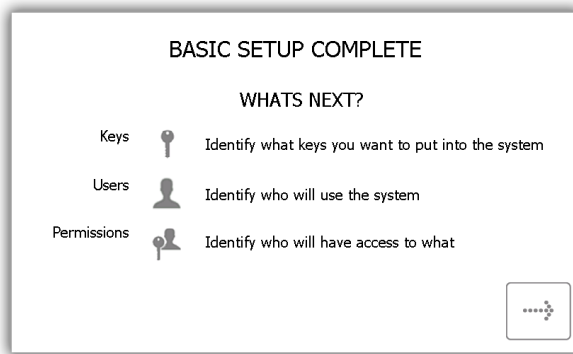 BASIC SETUP COMPLETE
WHATS NEXT?
Keys Identify what keys you want to put into the system
Users Identify who will use the system
Permissions Identify who will have access to what